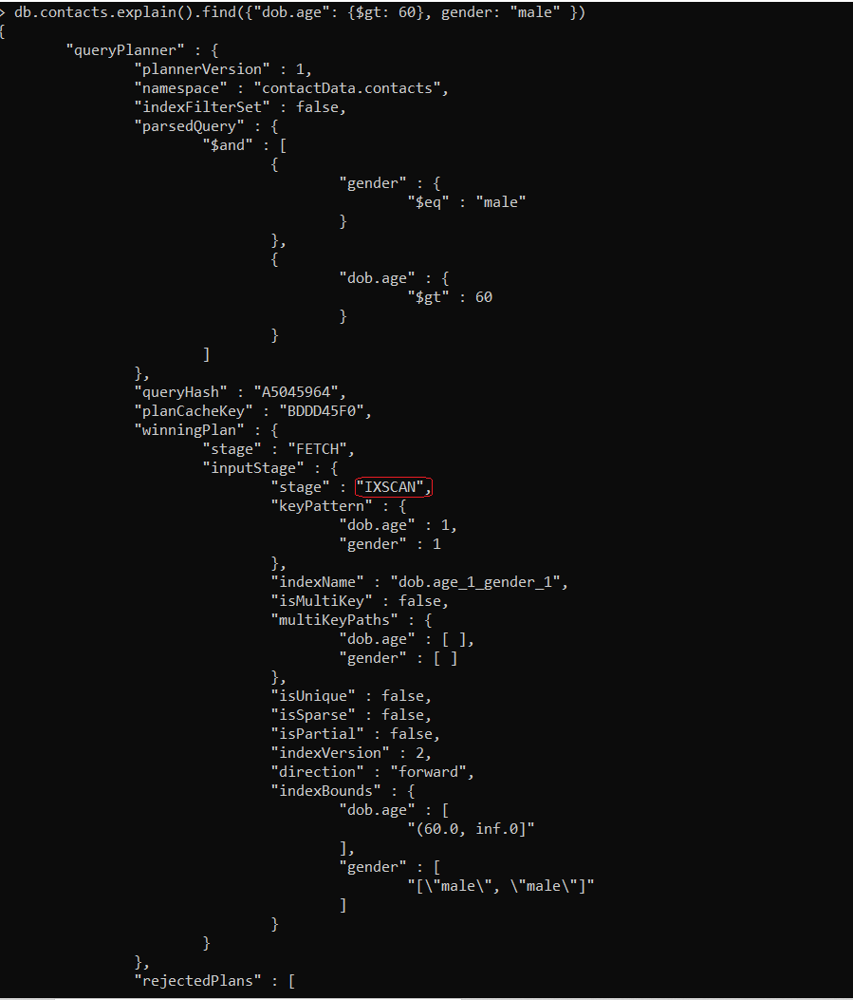 > db.contacts.explain().find({"dob.age": {$gt: 60}, gender: "male" })
{
        "queryPlanner" : {
                "plannerVersion" : 1,
                "namespace" : "contactData.contacts",
                "indexFilterSet" : false,
                "parsedQuery" : {
                        "$and" : [
                                {
                                        "gender" : {
                                                "$eq" : "male"
                                        }
                                },
                                {
                                        "dob.age" : {
                                                "$gt" : 60
                                        }
                                }
                        ]
                },
                "queryHash" : "A5045964",
                "planCacheKey" : "BDDD45F0",
                "winningPlan" : {
                        "stage" : "FETCH",
                        "inputStage" : {
                                "stage" : "IXSCAN",
                                "keyPattern" : {
                                        "dob.age" : 1,
                                        "gender" : 1
                                },
                                "indexName" : "dob.age_1_gender_1",
                                "isMultiKey" : false,
                                "multiKeyPaths" : {
                                        "dob.age" : [ ],
                                        "gender" : [ ]
                                },
                                "isUnique" : false,
                                "isSparse" : false,
                                "isPartial" : false,
                                "indexVersion" : 2,
                                "direction" : "forward",
                                "indexBounds" : {
                                        "dob.age" : [
                                                "(60.0, inf.0]"
                                        ],
                                        "gender" : [
                                                "[\"male\", \"male\"]"
                                        ]
                                }
                        }
                },
                "rejectedPlans" : [